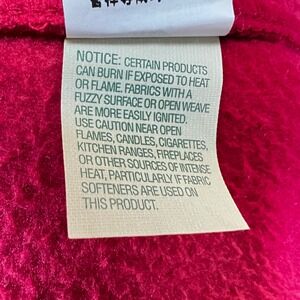 NOTICE: CERTAIN PRODUCTS
CAN BURN IF EXPOSED TO HEAT
OR FLAME. FABRICS WITH A
FUZZY SURFACE OR OPEN WEAVE
ARE MORE EASILY IGNITED.
USE CAUTION NEAR OPEN
FLAMES, CANDLES, CIGARETTES,
KITCHEN RANGES, FIREPLACES
OR OTHER SOURCES OF INTENSE
HEAT, PARTICULARLY IF FABRIC
SOFTENERS ARE USED ON
THIS PRODUCT.